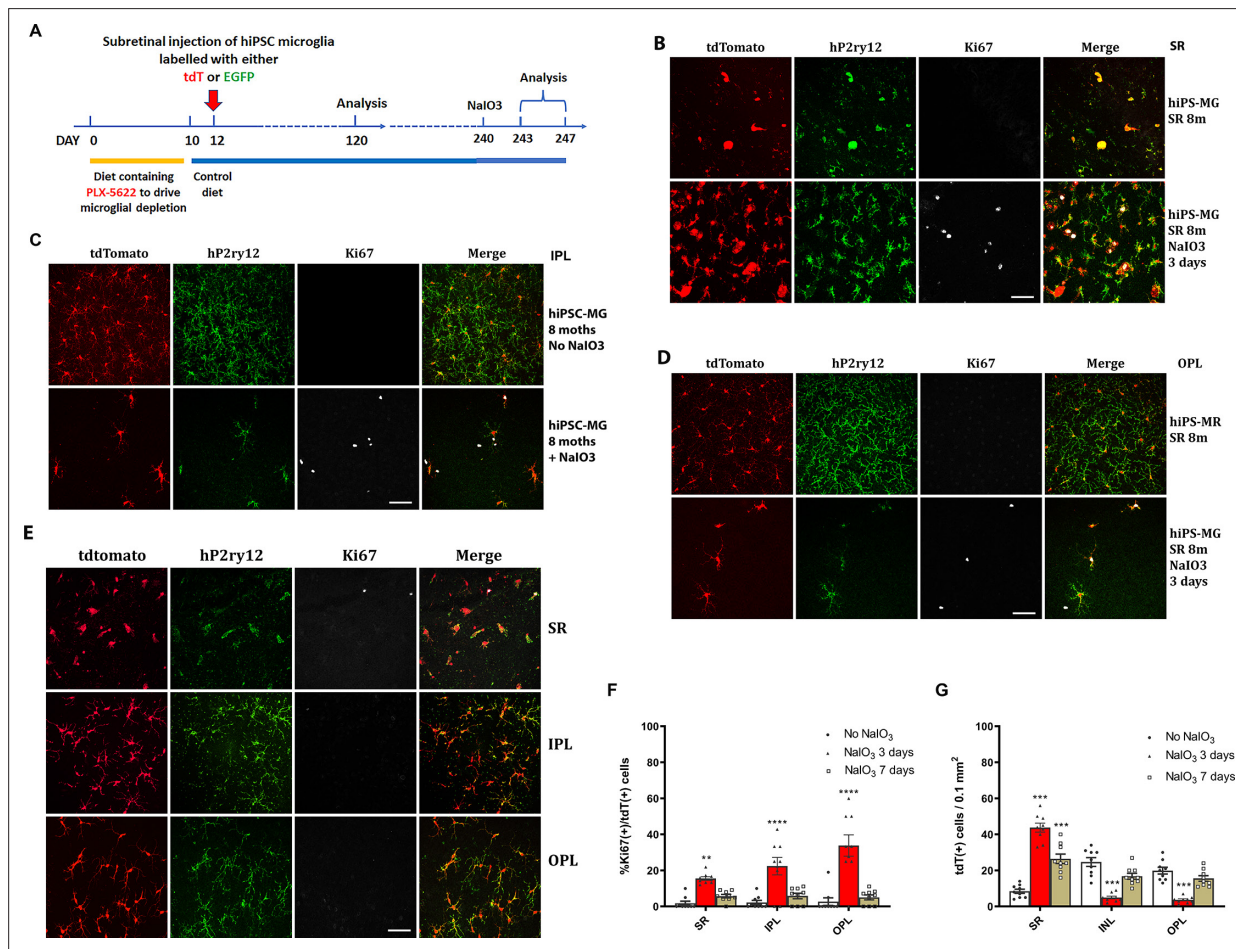 A
Subretinal injection of hiPSC microglia
labelled with either
tdT or EGFP
Analysis
NaIO3
Analysis
DAY
0
10
12
120
240
243
247
Diet containing
PLX-5622 to drive
microglial depletion
Control
diet
B
tdTomato
hP2ry12
Ki67
Merge
SR
hiPS-MG
SR 8m
hiPS-MG
SR 8m
NaIO3
3 days
C
tdTomato
hP2ry12
Ki67
Merge
IPL
hiPSC-MG
8 moths
No NaIO3
hiPSC-MG
8 moths
+ NaIO3
D
tdTomato
hP2ry12
Ki67
Merge
OPL
hiPS-MR
SR 8m
hiPS-MG
SR 8m
NaIO3
3 days
E
tdtomato
hP2ry12
Ki67
Merge
SR
IPL
OPL
F
%Ki67(+)/tdT(+) cells
100
80
60
40
20
0
No NaIO3
NaIO3 3 days
NaIO3 7 days
**
****
****
SR
IPL
OPL
G
tdT(+) cells / 0.1 mm²
100
80
60
40
20
0
No NaIO3
NaIO3 3 days
NaIO3 7 days
***
***
***
***
SR
INL
OPL